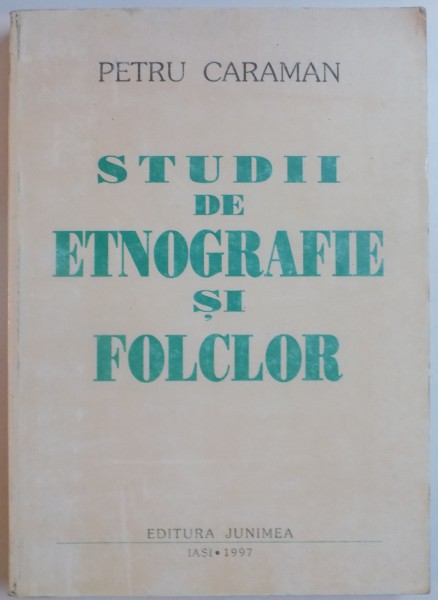 PETRU CARAMAN
STUDII
DE
ETNOGRAFIE
ȘI
FOLCLOR
EDITURA JUNIMEA
IASI • 1997